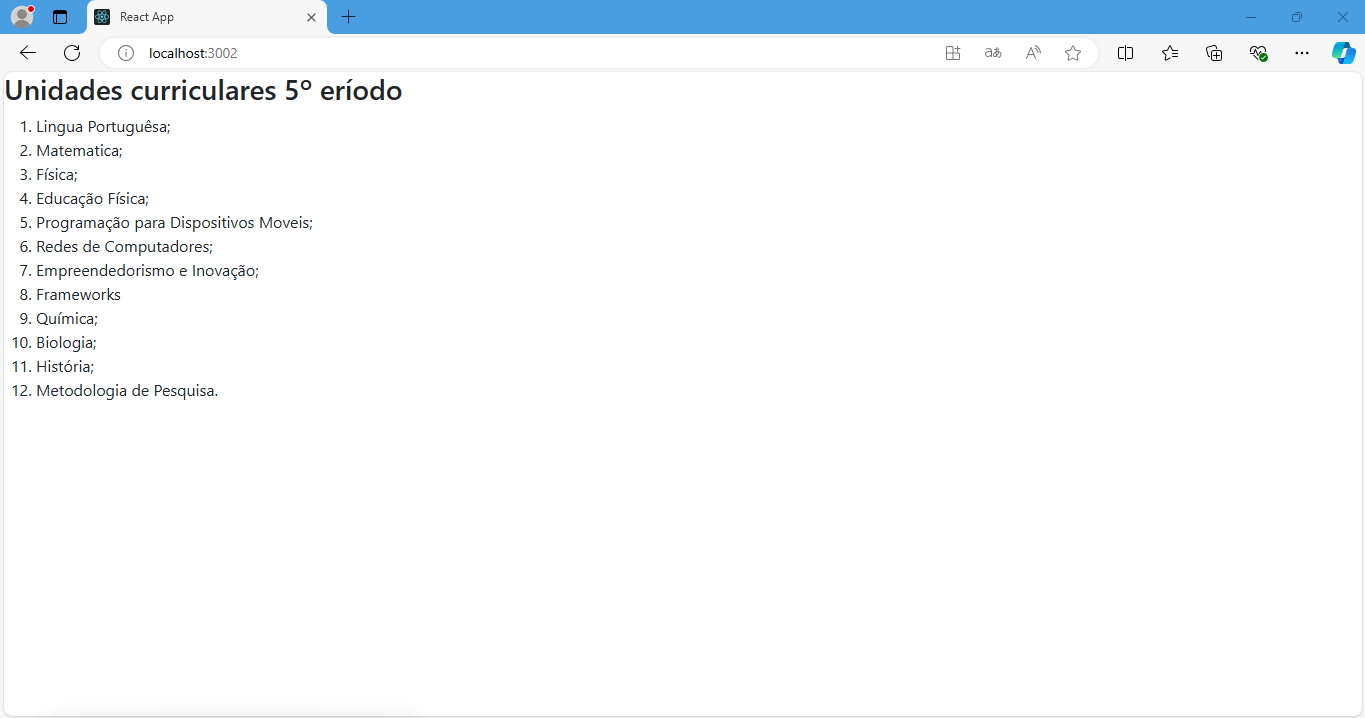 React App
localhost:3002
Unidades curriculares 5º eríodo
1. Lingua Portuguêsa;
2. Matematica;
3. Física;
4. Educação Física;
5. Programação para Dispositivos Moveis;
6. Redes de Computadores;
7. Empreendedorismo e Inovação;
8. Frameworks
9. Química;
10. Biologia;
11. História;
12. Metodologia de Pesquisa.